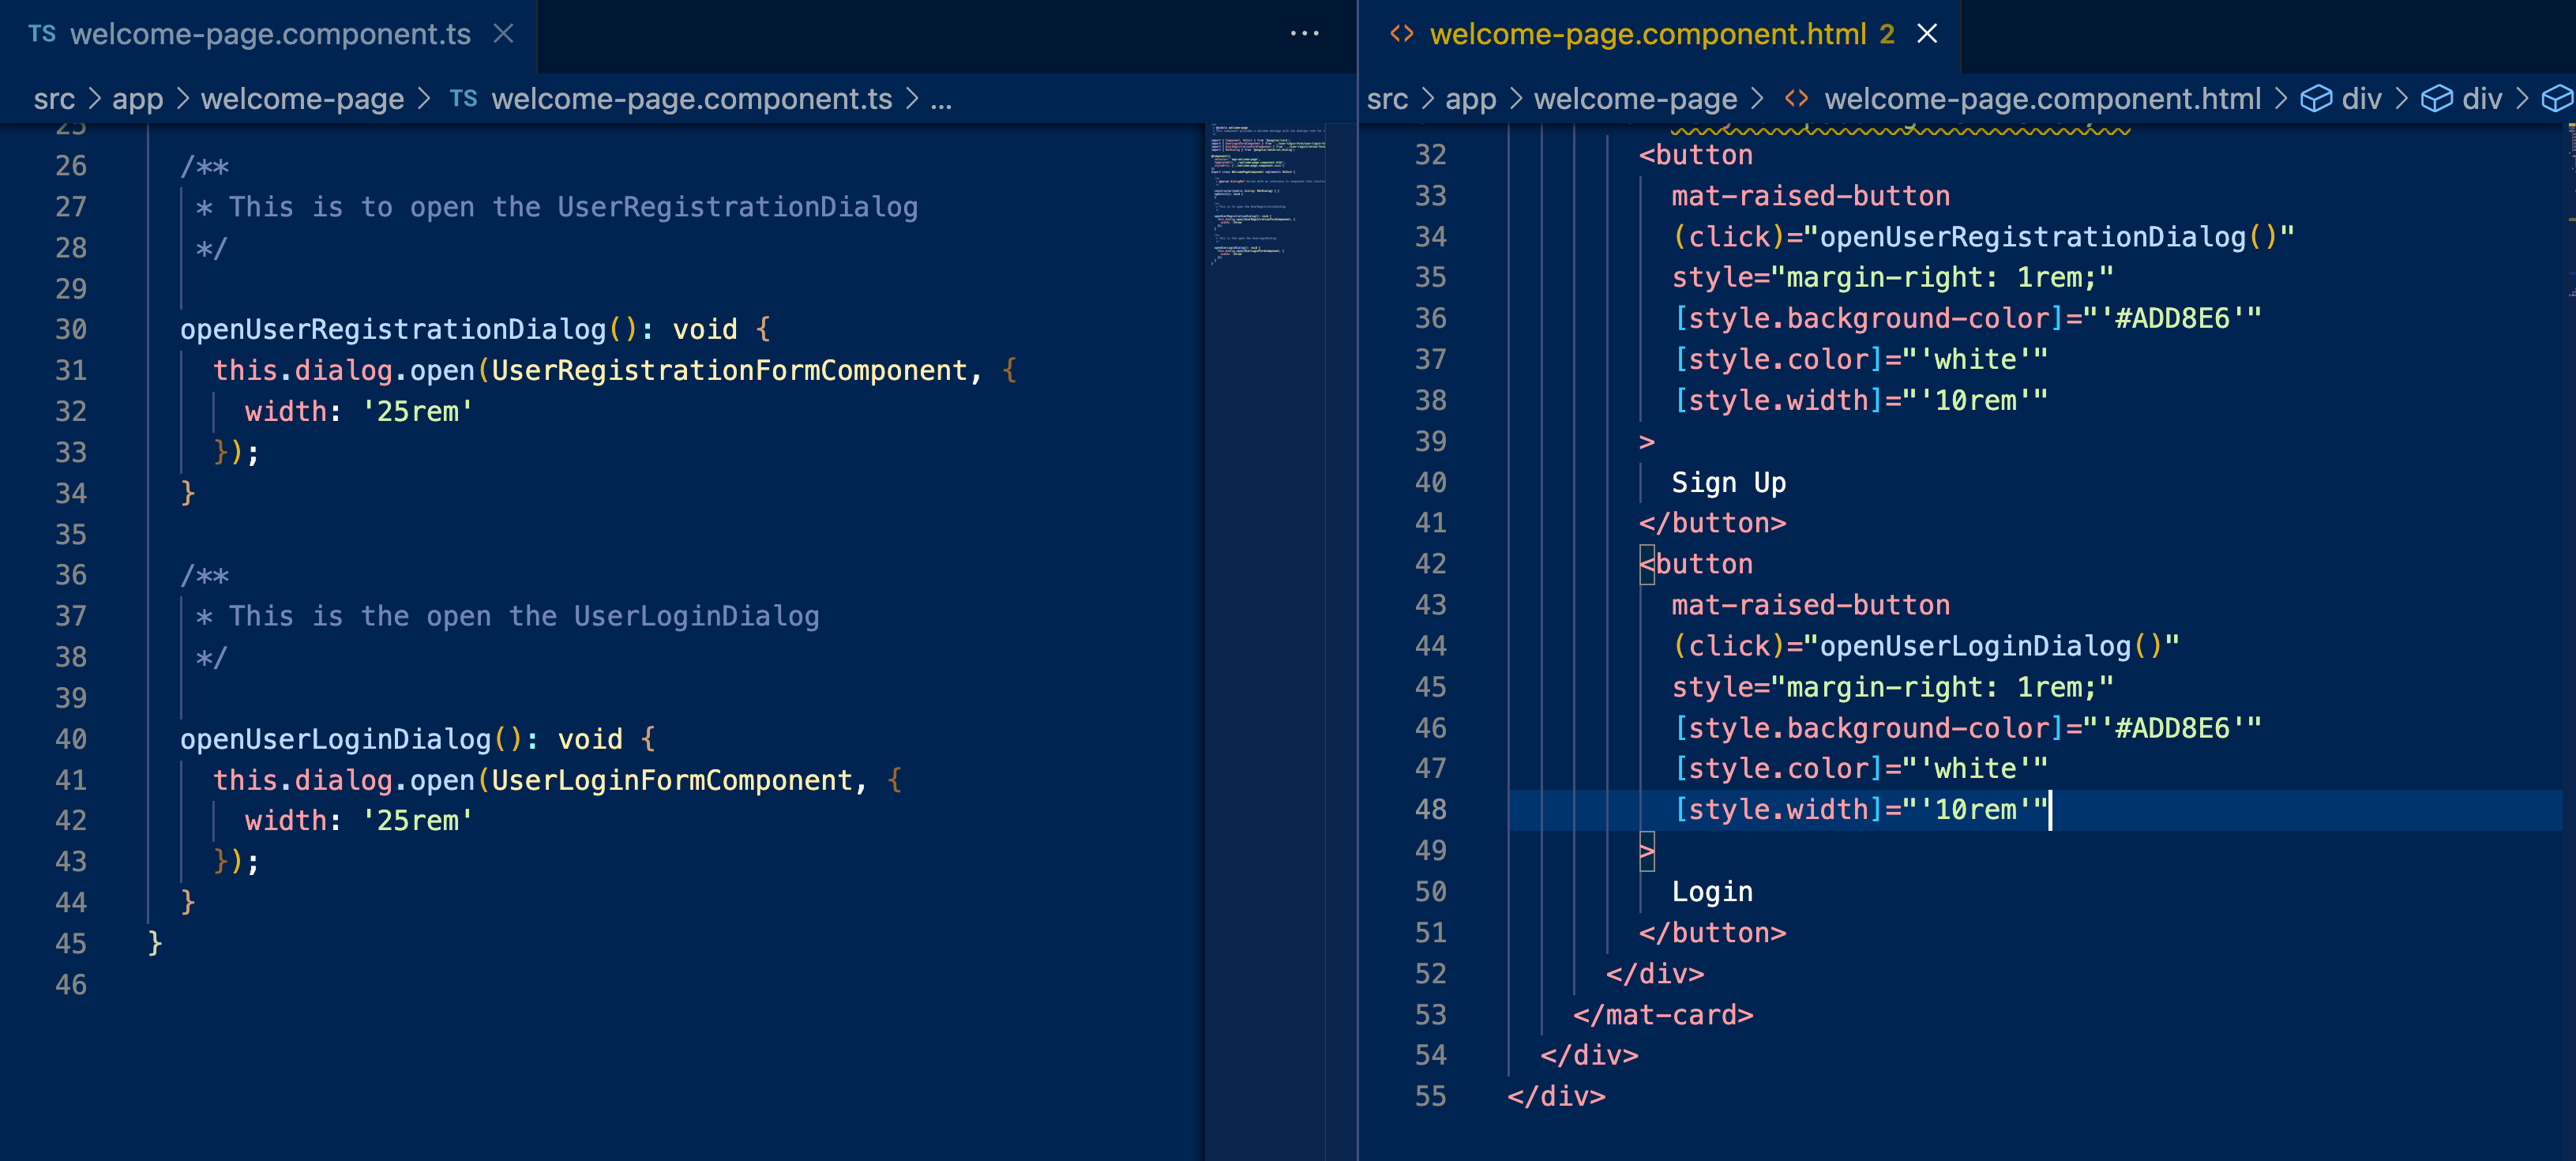 TS welcome-page.component.ts
src > app > welcome-page > TS welcome-page.component.ts > ...
25
26 /**
27 * This is to open the UserRegistrationDialog
28 */
29
30 openUserRegistrationDialog(): void {
31 this.dialog.open(UserRegistrationFormComponent, {
32 width: '25rem'
33 });
34 }
35
36 /**
37 * This is the open the UserLoginDialog
38 */
39
40 openUserLoginDialog(): void {
41 this.dialog.open(UserLoginFormComponent, {
42 width: '25rem'
43 });
44 }
45 }
46
<> welcome-page.component.html 2
src > app > welcome-page > <> welcome-page.component.html > div > div >
32 <button
33 mat-raised-button
34 (click)="openUserRegistrationDialog()"
35 style="margin-right: 1rem;"
36 [style.background-color]="'#ADD8E6'"
37 [style.color]="'white'"
38 [style.width]="'10rem'"
39 >
40 Sign Up
41 </button>
42 <button
43 mat-raised-button
44 (click)="openUserLoginDialog()"
45 style="margin-right: 1rem;"
46 [style.background-color]="'#ADD8E6'"
47 [style.color]="'white'"
48 [style.width]="'10rem'"
49 >
50 Login
51 </button>
52 </div>
53 </mat-card>
54 </div>
55 </div>